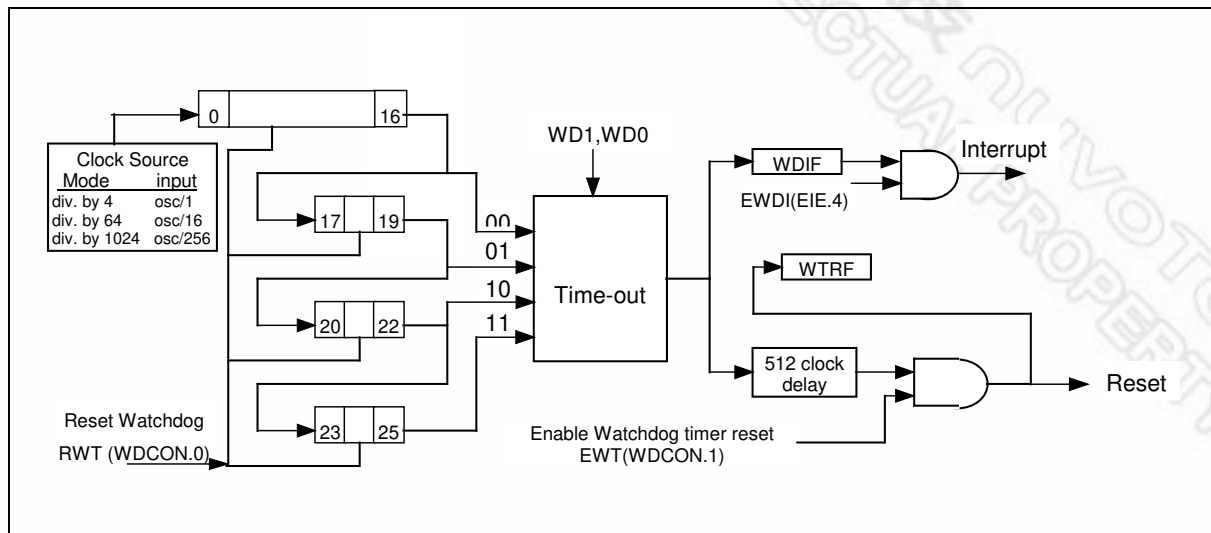 0
16
Clock Source
Mode input
div. by 4 osc/1
div. by 64 osc/16
div. by 1024 osc/256
17
19
20
22
23
25
Reset Watchdog
RWT (WDCON.0)
WD1,WD0
00
01
10
11
Time-out
WDIF
EWDI(EIE.4)
Interrupt
WTRF
512 clock
delay
Reset
Enable Watchdog timer reset
EWT(WDCON.1)
nuvoTo
ECTUAL PROPERTY